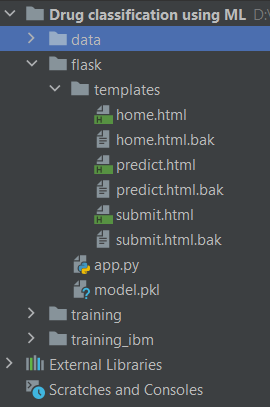 Drug classification using ML D:\
data
flask
templates
home.html
home.html.bak
predict.html
predict.html.bak
submit.html
submit.html.bak
app.py
model.pkl
training
training_ibm
External Libraries
Scratches and Consoles